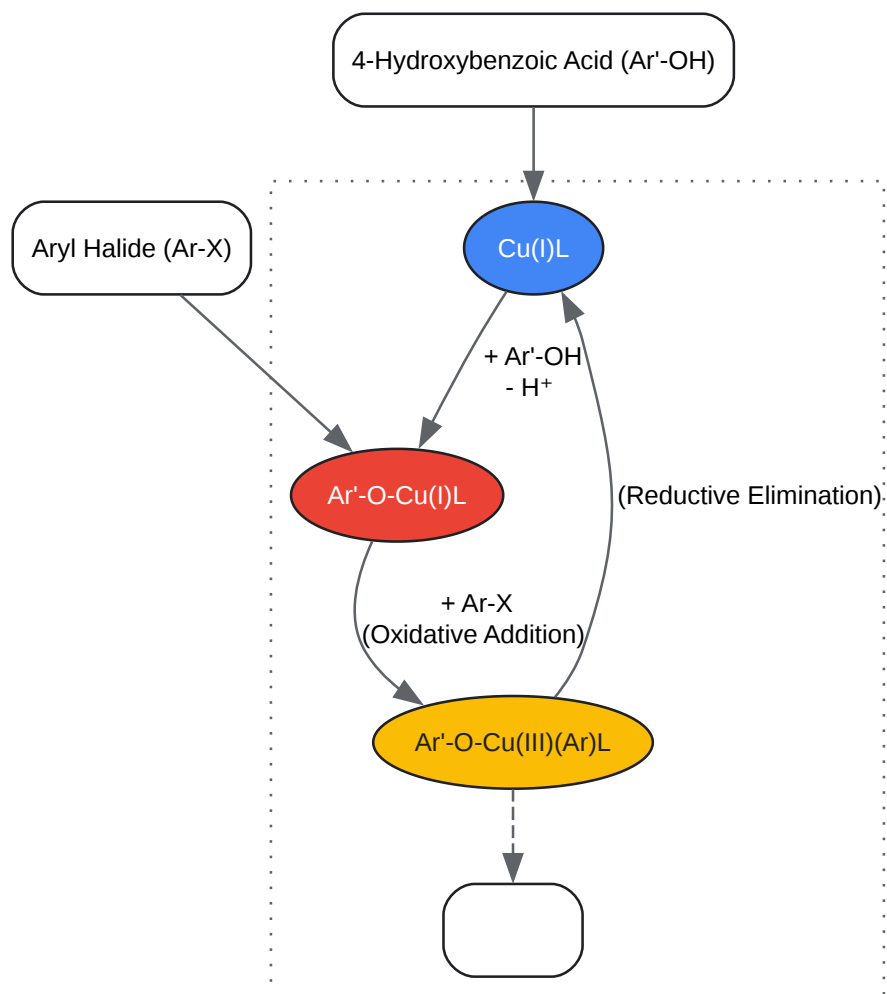 4-Hydroxybenzoic Acid (Ar'-OH)
Aryl Halide (Ar-X)
Cu(I)L
+ Ar'-OH
- H⁺
Ar'-O-Cu(I)L
(Reductive Elimination)
+ Ar-X
(Oxidative Addition)
Ar'-O-Cu(III)(Ar)L